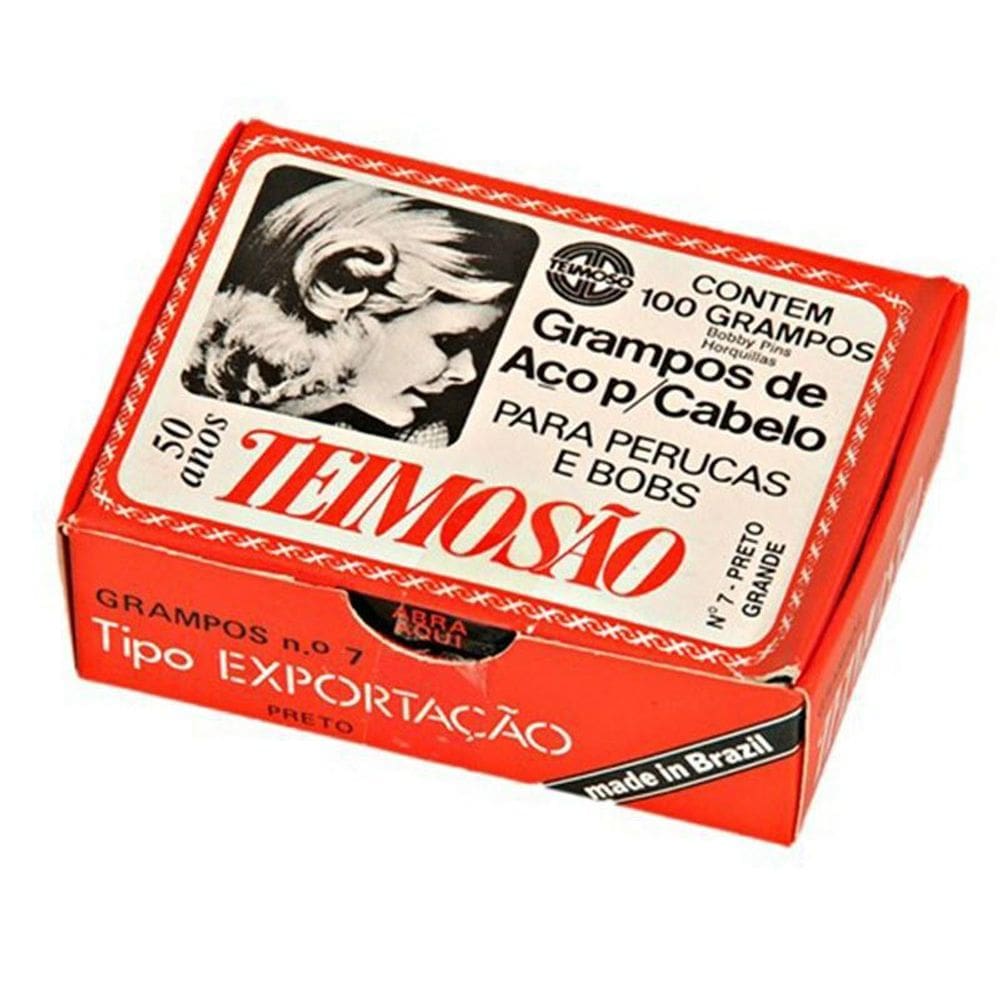 TEIMOSO
CONTEM
100 GRAMPOS
Bobby Pins
Horquillas
Grampos de
Aço p/Cabelo
PARA PERUCAS
E BOBS
50
anos
TEIMOSÃO
Nº 7 - PRETO
GRANDE
ABRA
AQUI
GRAMPOS n.o 7
Tipo EXPORTAÇÃO
PRETO
made in Brazil